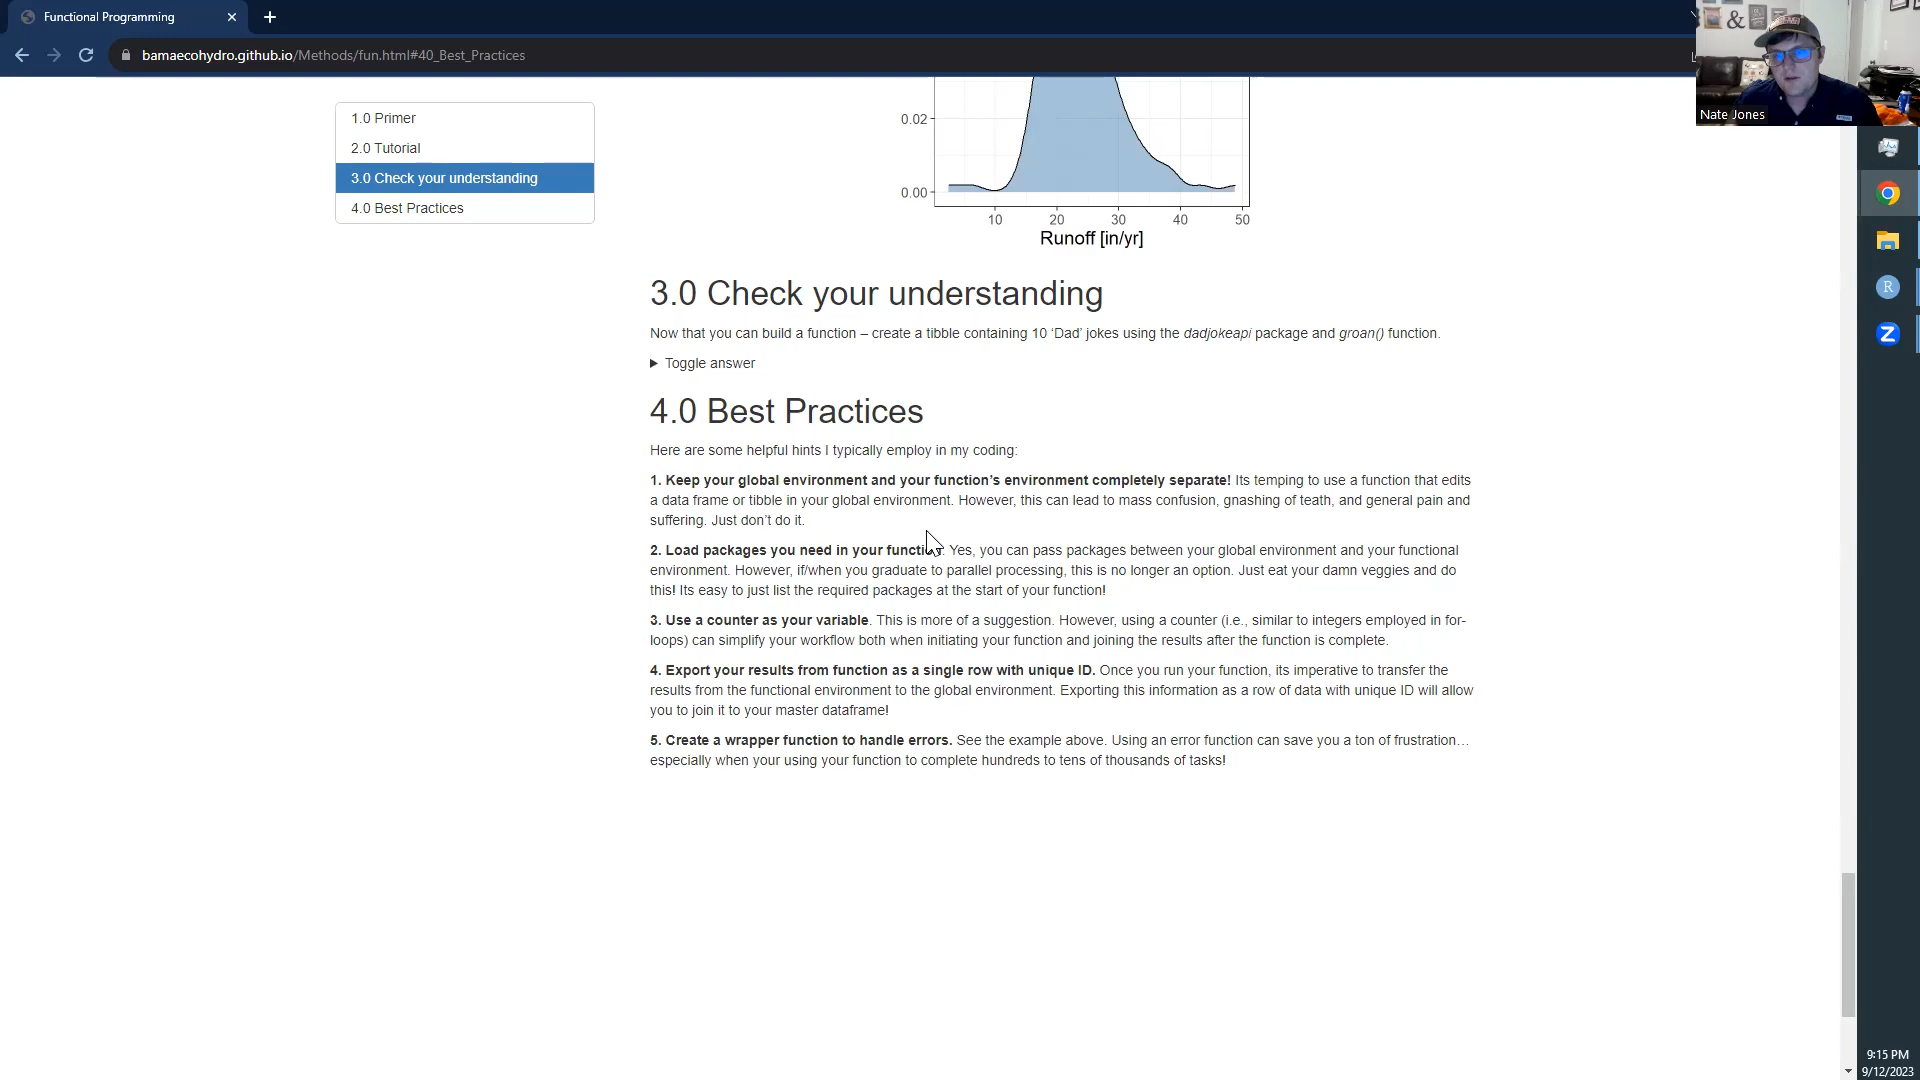 Functional Programming
bamaecohydro.github.io/Methods/fun.html#40_Best_Practices
&
Nate Jones
1.0 Primer
2.0 Tutorial
3.0 Check your understanding
4.0 Best Practices
0.02
0.00
10 20 30 40 50
Runoff [in/yr]
3.0 Check your understanding
Now that you can build a function – create a tibble containing 10 ‘Dad’ jokes using the dadjokeapi package and groan() function.
Toggle answer
4.0 Best Practices
Here are some helpful hints I typically employ in my coding:
1. Keep your global environment and your function’s environment completely separate! Its temping to use a function that edits
a data frame or tibble in your global environment. However, this can lead to mass confusion, gnashing of teath, and general pain and
suffering. Just don’t do it.
2. Load packages you need in your Yes, you can pass packages between your global environment and your functional
environment. However, if/when you graduate to parallel processing, this is no longer an option. Just eat your damn veggies and do
this! Its easy to just list the required packages at the start of your function!
3. Use a counter as your variable. This is more of a suggestion. However, using a counter (i.e., similar to integers employed in for-
loops) can simplify your workflow both when initiating your function and joining the results after the function is complete.
4. Export your results from function as a single row with unique ID. Once you run your function, its imperative to transfer the
results from the functional environment to the global environment. Exporting this information as a row of data with unique ID will allow
you to join it to your master dataframe!
5. Create a wrapper function to handle errors. See the example above. Using an error function can save you a ton of frustration…
especially when your using your function to complete hundreds to tens of thousands of tasks!
R
Z
9:15 PM
9/12/2023